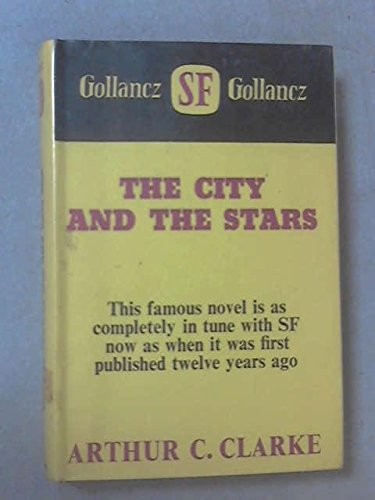 Gollancz SF Gollancz
THE CITY
AND THE STARS
This famous novel is as
completely in tune with SF
now as when it was first
published twelve years ago
ARTHUR C. CLARKE